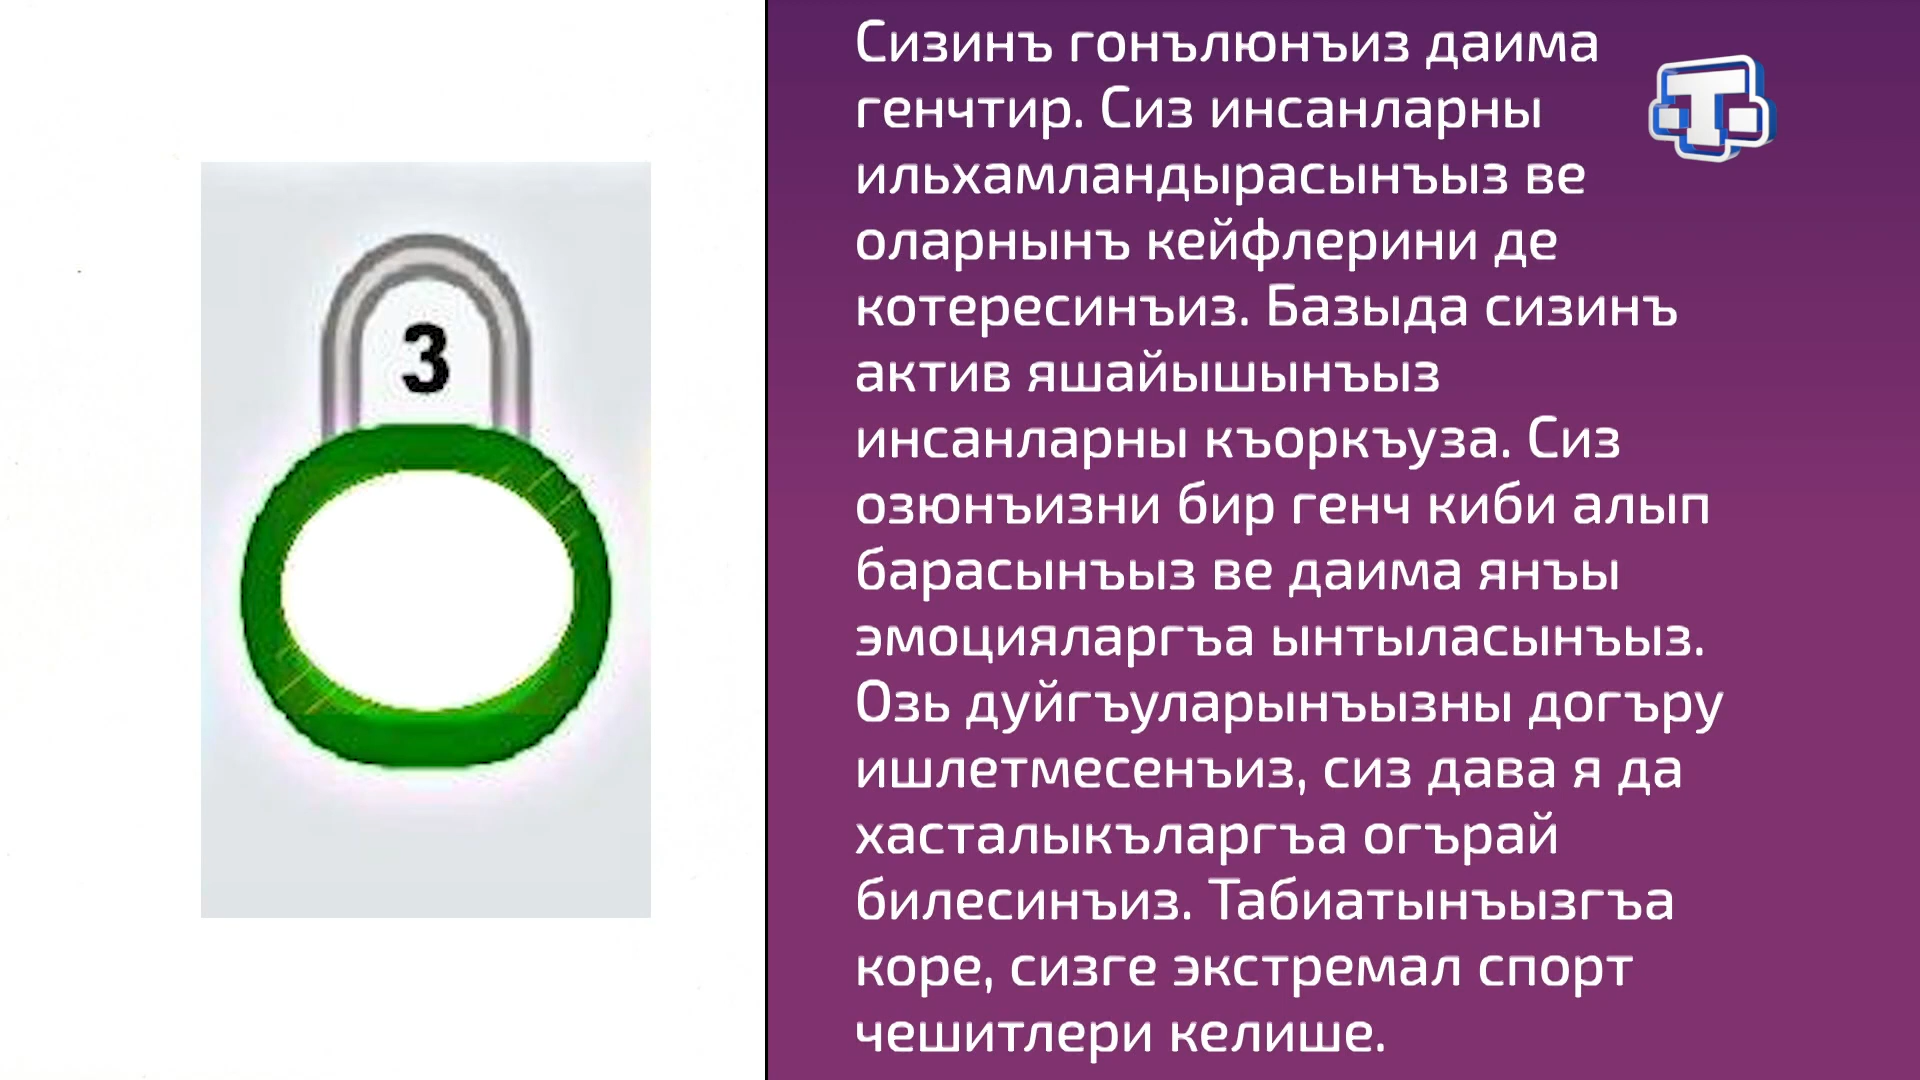 3
Сизинъ гонълюнъиз даима
генчтир. Сиз инсанларны
ильхамландырасынъыз ве
оларнынъ кейфлерини де
котересинъиз. Базыда сизинъ
актив яшайышынъыз
инсанларны къоркъуза. Сиз
озюнъизни бир генч киби алып
барасынъыз ве даима янъы
эмоцияларгъа ынтыласынъыз.
Озь дуйгъуларынъызны догъру
ишлетмесенъиз, сиз дава я да
хасталыкъларгъа огърай
билесинъиз. Табиатынъызгъа
коре, сизге экстремал спорт
чешитлери келише.
Т